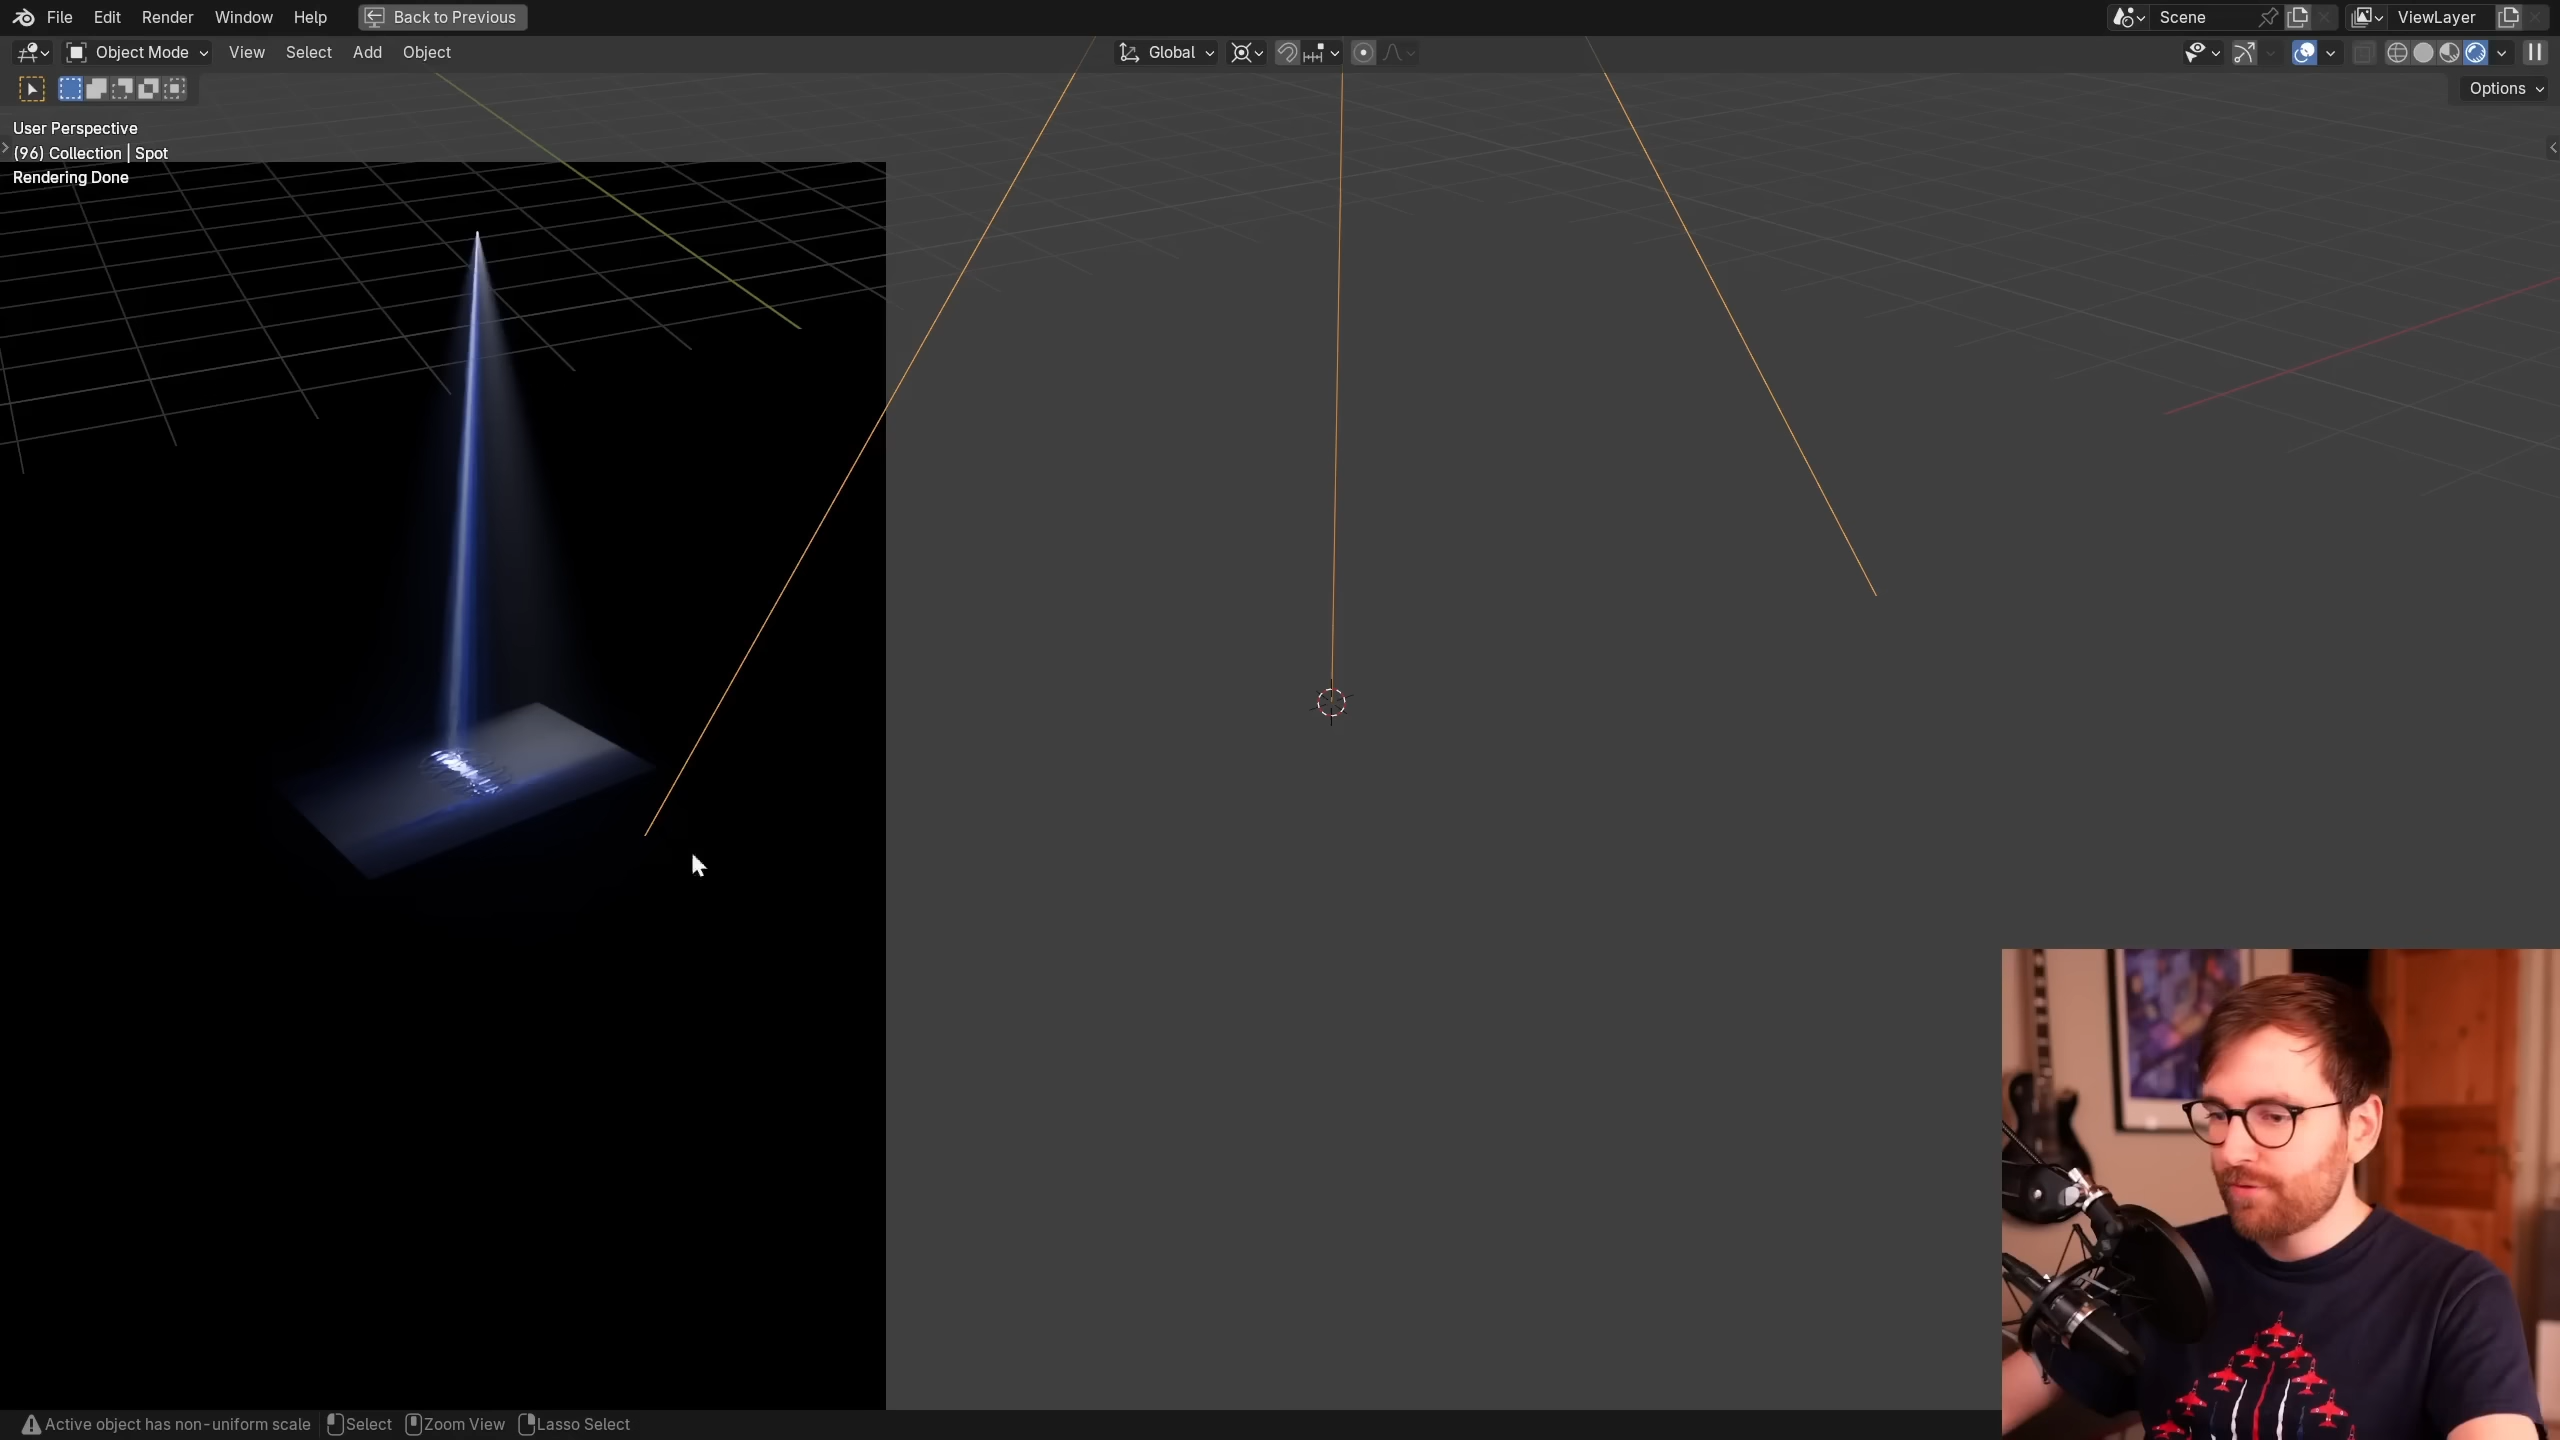 File Edit Render Window Help Back to Previous Scene ViewLayer
Object Mode View Select Add Object Global
Options
User Perspective
(96) Collection | Spot
Rendering Done
Active object has non-uniform scale Select Zoom View Lasso Select